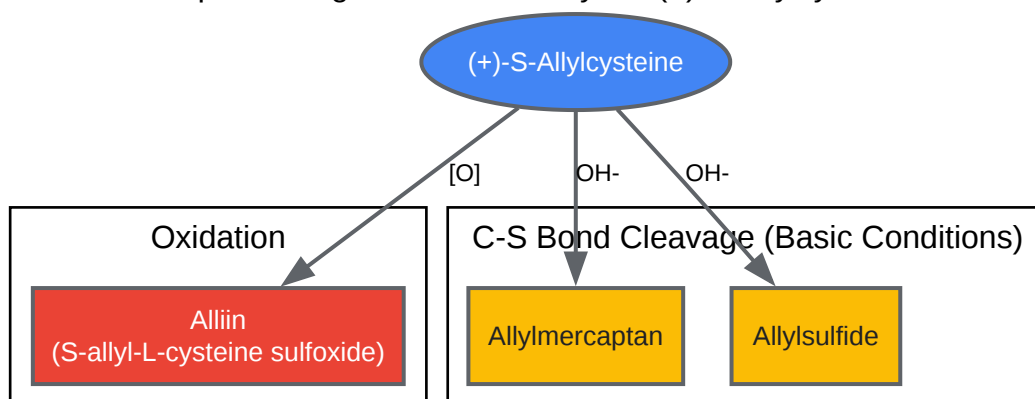 (+)-S-Allylcysteine
[O]
OH-
OH-
Oxidation
C-S Bond Cleavage (Basic Conditions)
Alliin
(S-allyl-L-cysteine sulfoxide)
Allylmercaptan
Allylsulfide